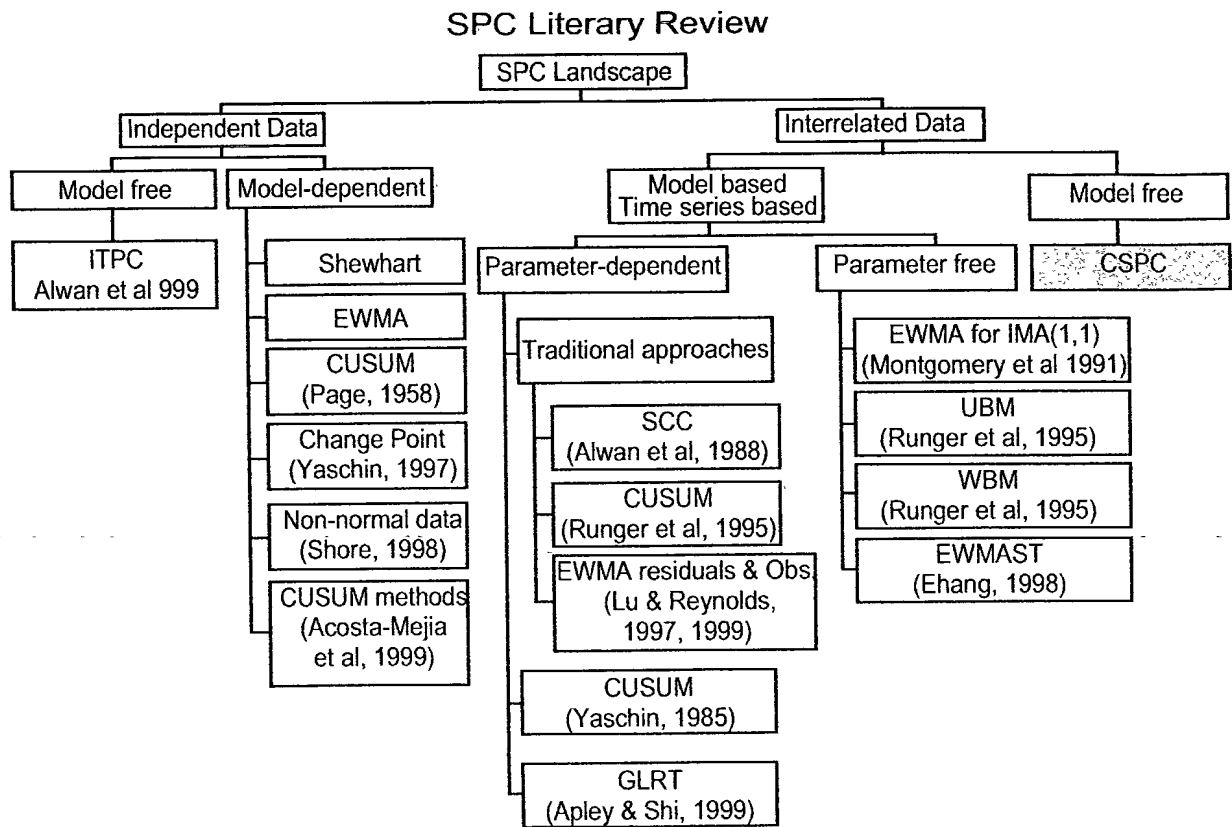 SPC Literary Review
SPC Landscape
Independent Data
Interrelated Data
Model free
Model-dependent
Model based
Time series based
Model free
ITPC
Alwan et al 999
Shewhart
EWMA
CUSUM
(Page, 1958)
Change Point
(Yaschin, 1997)
Non-normal data
(Shore, 1998)
CUSUM methods
(Acosta-Mejia
et al, 1999)
Parameter-dependent
Parameter free
CSPC
Traditional approaches
SCC
(Alwan et al, 1988)
CUSUM
(Runger et al, 1995)
EWMA residuals & Obs.
(Lu & Reynolds,
1997, 1999)
CUSUM
(Yaschin, 1985)
GLRT
(Apley & Shi, 1999)
EWMA for IMA(1,1)
(Montgomery et al 1991)
UBM
(Runger et al, 1995)
WBM
(Runger et al, 1995)
EWMAST
(Ehang, 1998)